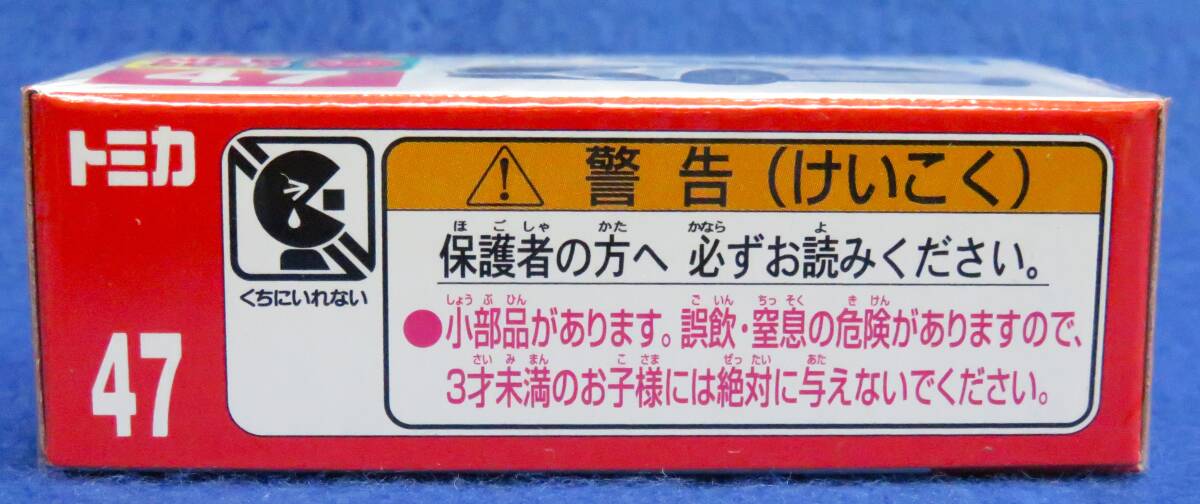 トミカ
47
くちにいれない
警告(けいこく)
ほごしゃ かた かなら よ
保護者の方へ 必ずお読みください。
しょうぶひん ごいん ちっそく きけん
●小部品があります。誤飲・窒息の危険がありますので、
さいみまん こさま ぜったい あた
3才未満のお子様には絶対に与えないでください。